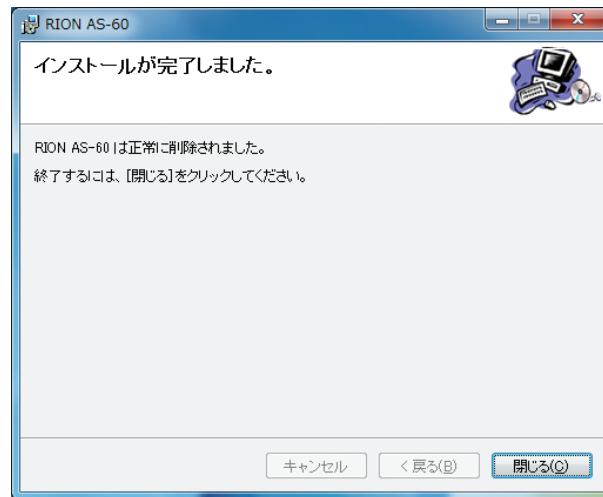 RION AS-60
インストールが完了しました。
RION AS-60 は正常に削除されました。
終了するには、[閉じる]をクリックしてください。
キャンセル
< 戻る(B)
閉じる(C)